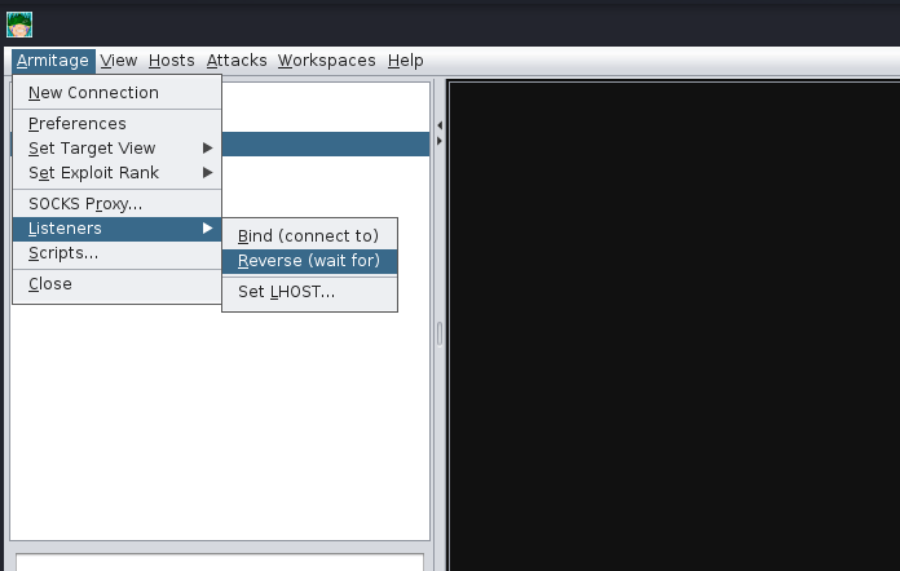 Armitage View Hosts Attacks Workspaces Help
New Connection
Preferences
Set Target View
Set Exploit Rank
SOCKS Proxy...
Listeners
Scripts...
Close
Bind (connect to)
Reverse (wait for)
Set LHOST...